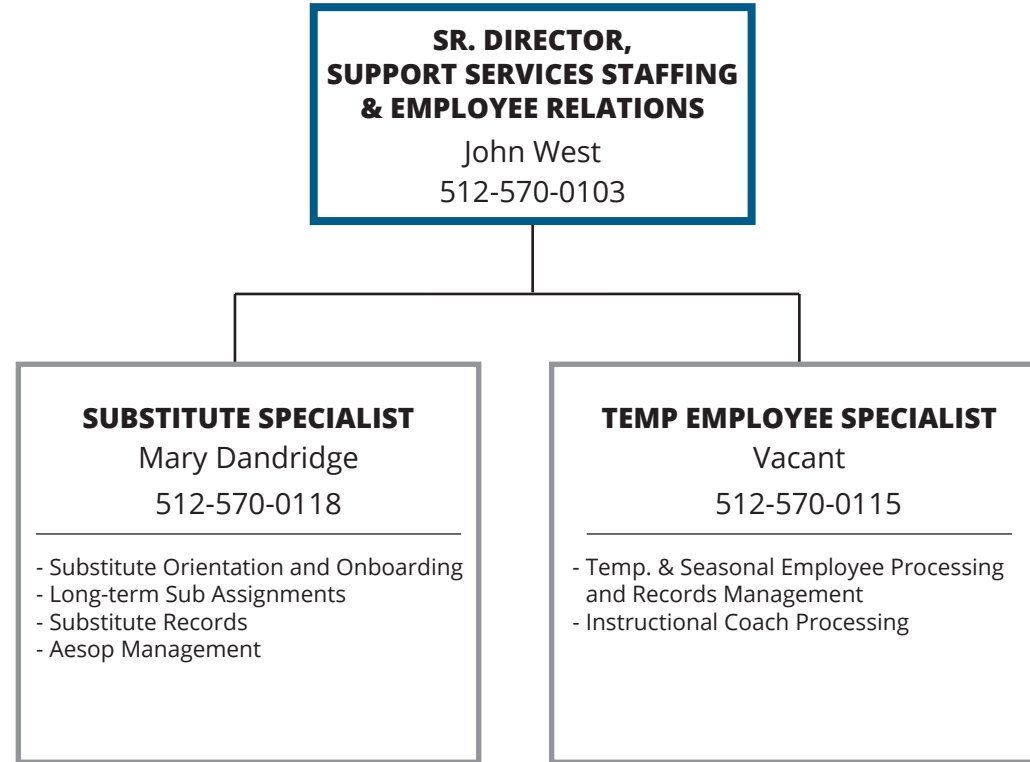 SR. DIRECTOR,
SUPPORT SERVICES STAFFING
& EMPLOYEE RELATIONS
John West
512-570-0103
SUBSTITUTE SPECIALIST
Mary Dandridge
512-570-0118
- Substitute Orientation and Onboarding
- Long-term Sub Assignments
- Substitute Records
- Aesop Management
TEMP EMPLOYEE SPECIALIST
Vacant
512-570-0115
- Temp. & Seasonal Employee Processing
and Records Management
- Instructional Coach Processing